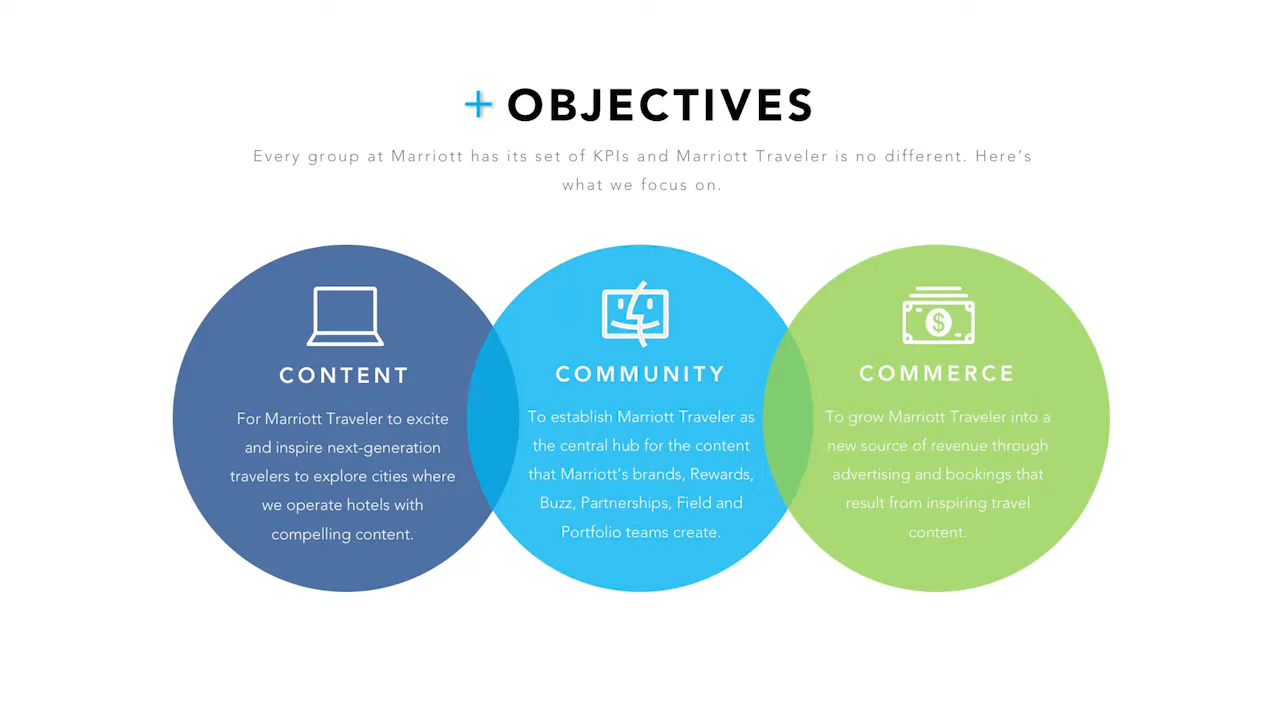 + OBJECTIVES
Every group at Marriott has its set of KPIs and Marriott Traveler is no different. Here's
what we focus on.
CONTENT
For Marriott Traveler to excite
and inspire next-generation
travelers to explore cities where
we operate hotels with
compelling content.
COMMUNITY
To establish Marriott Traveler as
the central hub for the content
that Marriott's brands, Rewards,
Buzz, Partnerships, Field and
Portfolio teams create.
$
COMMERCE
To grow Marriott Traveler into a
new source of revenue through
advertising and bookings that
result from inspiring travel
content.